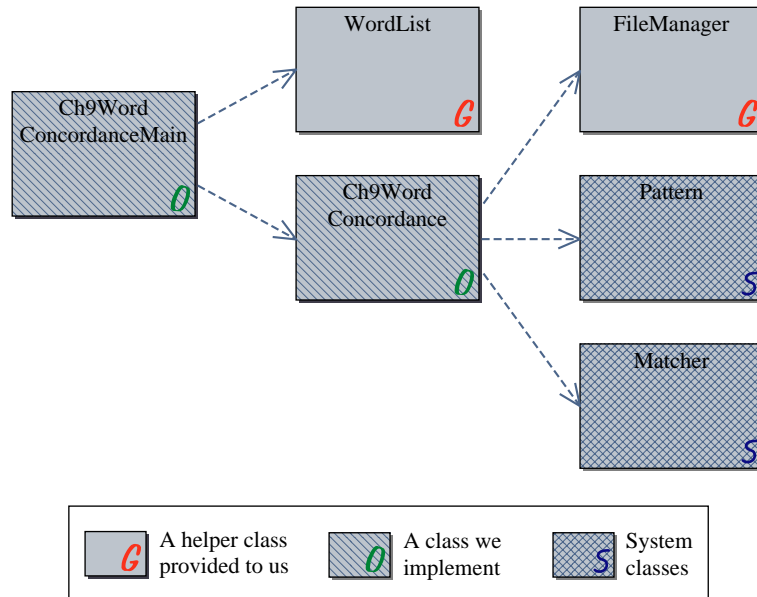 WordList
G
FileManager
G
Ch9Word
ConcordanceMain
O
Ch9Word
Concordance
O
Pattern
S
Matcher
S
G
A helper class
provided to us
O
A class we
implement
S
System
classes